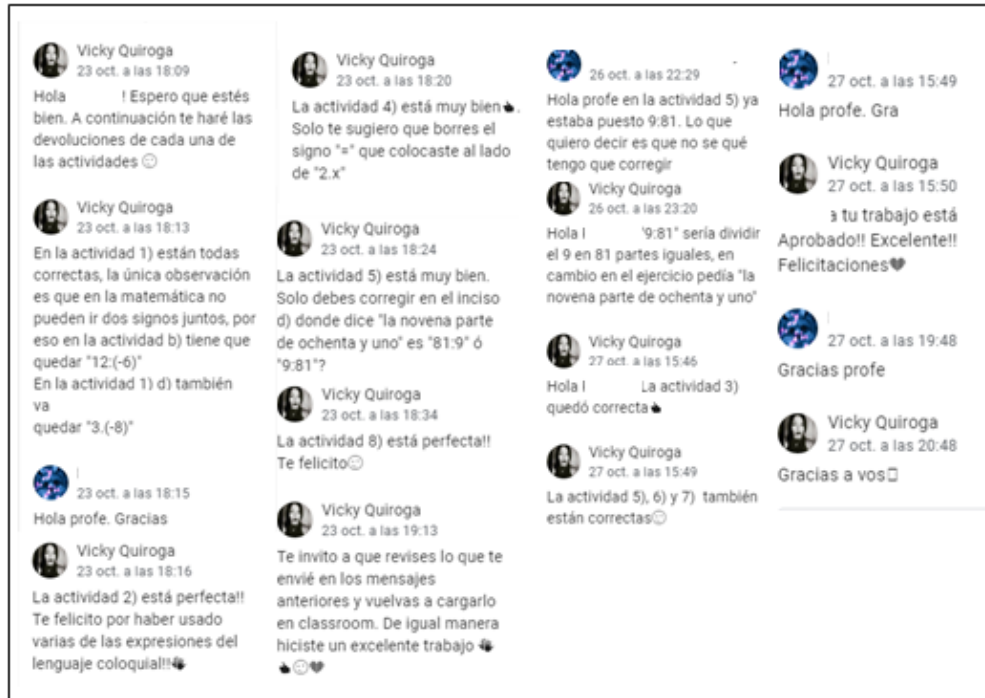 Vicky Quiroga
23 oct. a las 18:09
Hola ! Espero que estés
bien. A continuación te haré las
devoluciones de cada una de
las actividades
Vicky Quiroga
23 oct. a las 18:13
En la actividad 1) están todas
correctas, la única observación
es que en la matemática no
pueden ir dos signos juntos, por
eso en la actividad b) tiene que
quedar "12:(-6)"
En la actividad 1) d) también
va
quedar "3.(-8)"
23 oct. a las 18:15
Hola profe. Gracias
Vicky Quiroga
23 oct. a las 18:16
La actividad 2) está perfecta!!
Te felicito por haber usado
varias de las expresiones del
lenguaje coloquial!!
Vicky Quiroga
23 oct. a las 18:20
La actividad 4) está muy bien.
Solo te sugiero que borres el
signo "=" que colocaste al lado
de "2.x"
Vicky Quiroga
23 oct. a las 18:24
La actividad 5) está muy bien.
Solo debes corregir en el inciso
d) donde dice "la novena parte
de ochenta y uno" es "81:9" ó
"9:81"?
Vicky Quiroga
23 oct. a las 18:34
La actividad 8) está perfecta!!
Te felicito
Vicky Quiroga
23 oct. a las 19:13
Te invito a que revises lo que te
envié en los mensajes
anteriores y vuelvas a cargarlo
en classroom. De igual manera
hiciste un excelente trabajo
26 oct. a las 22:29
Hola profe en la actividad 5) ya
estaba puesto 9:81. Lo que
quiero decir es que no se qué
tengo que corregir
Vicky Quiroga
26 oct. a las 23:20
Hola l '9:81" sería dividir
el 9 en 81 partes iguales, en
cambio en el ejercicio pedía "la
novena parte de ochenta y uno"
Vicky Quiroga
27 oct. a las 15:46
Hola l La actividad 3)
quedó correcta
Vicky Quiroga
27 oct. a las 15:49
La actividad 5), 6) y 7) también
están correctas
27 oct. a las 15:49
Hola profe. Gra
Vicky Quiroga
27 oct. a las 15:50
a tu trabajo está
Aprobado!! Excelente!!
Felicitaciones
27 oct. a las 19:48
Gracias profe
Vicky Quiroga
27 oct. a las 20:48
Gracias a vos